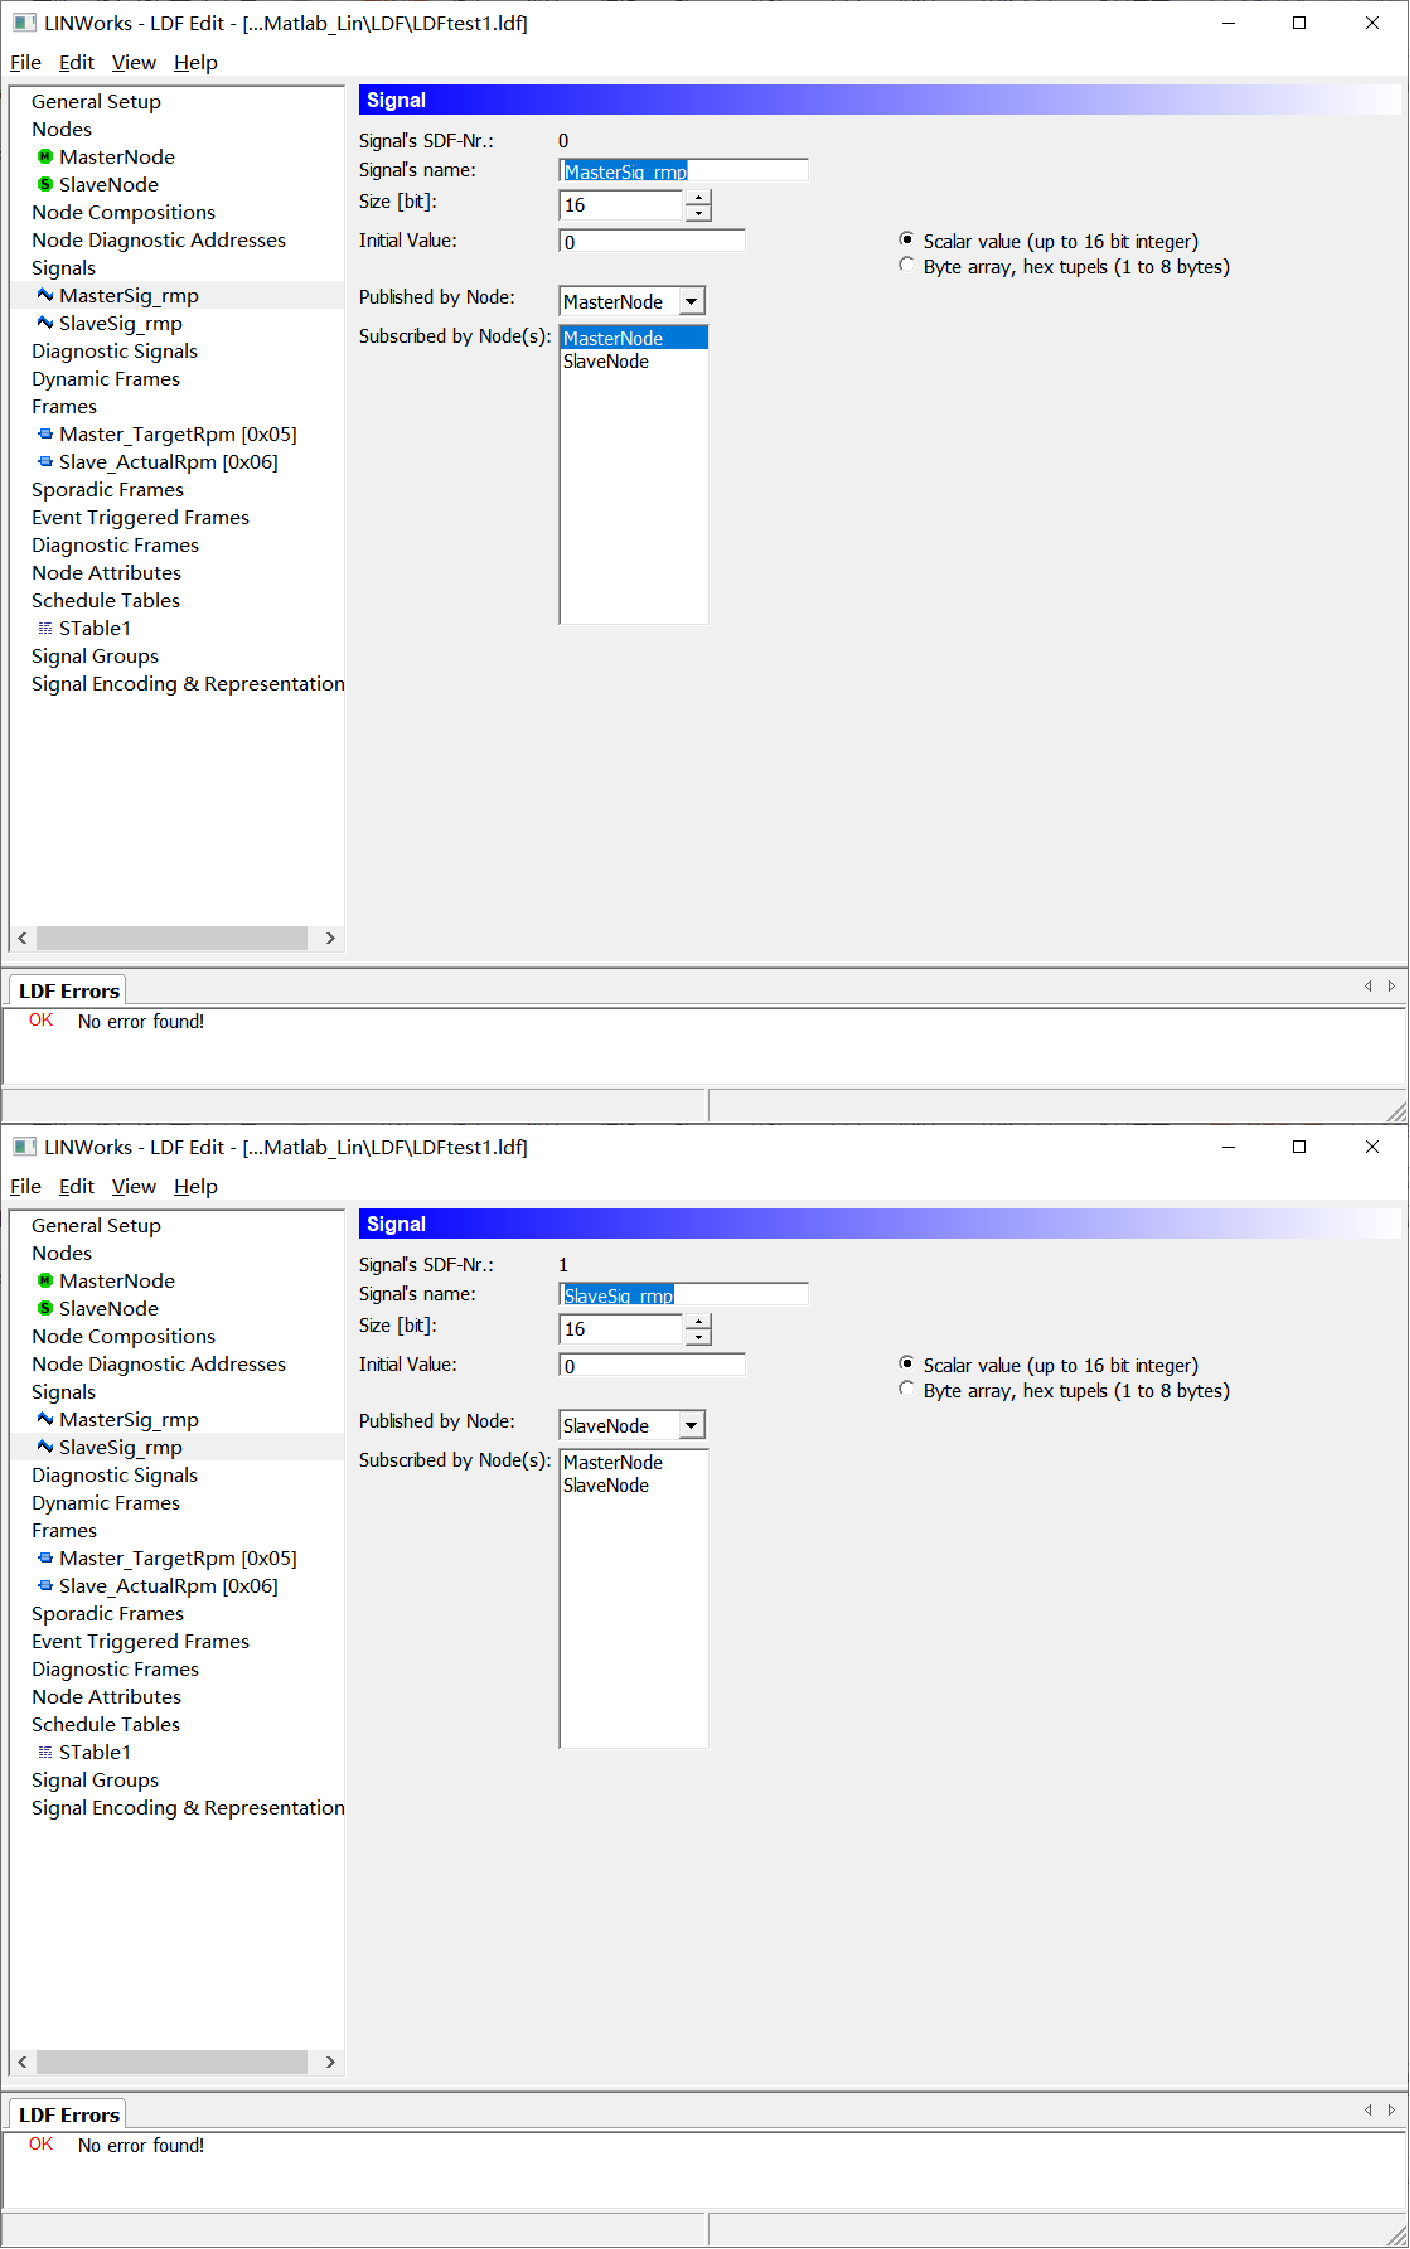 LINWorks - LDF Edit - [...Matlab_Lin\LDF\LDFtest1.ldf]
File Edit View Help
General Setup
Nodes
M MasterNode
S SlaveNode
Node Compositions
Node Diagnostic Addresses
Signals
MasterSig_rmp
SlaveSig_rmp
Diagnostic Signals
Dynamic Frames
Frames
Master_TargetRpm [0x05]
Slave_ActualRpm [0x06]
Sporadic Frames
Event Triggered Frames
Diagnostic Frames
Node Attributes
Schedule Tables
STable1
Signal Groups
Signal Encoding & Representation
Signal
Signal's SDF-Nr.: 0
Signal's name: MasterSig_rmp
Size [bit]: 16
Initial Value: 0
Scalar value (up to 16 bit integer)
Byte array, hex tupels (1 to 8 bytes)
Published by Node: MasterNode
Subscribed by Node(s): MasterNode
SlaveNode
LDF Errors
OK No error found!
LINWorks - LDF Edit - [...Matlab_Lin\LDF\LDFtest1.ldf]
File Edit View Help
General Setup
Nodes
M MasterNode
S SlaveNode
Node Compositions
Node Diagnostic Addresses
Signals
MasterSig_rmp
SlaveSig_rmp
Diagnostic Signals
Dynamic Frames
Frames
Master_TargetRpm [0x05]
Slave_ActualRpm [0x06]
Sporadic Frames
Event Triggered Frames
Diagnostic Frames
Node Attributes
Schedule Tables
STable1
Signal Groups
Signal Encoding & Representation
Signal
Signal's SDF-Nr.: 1
Signal's name: SlaveSig_rmp
Size [bit]: 16
Initial Value: 0
Scalar value (up to 16 bit integer)
Byte array, hex tupels (1 to 8 bytes)
Published by Node: SlaveNode
Subscribed by Node(s): MasterNode
SlaveNode
LDF Errors
OK No error found!